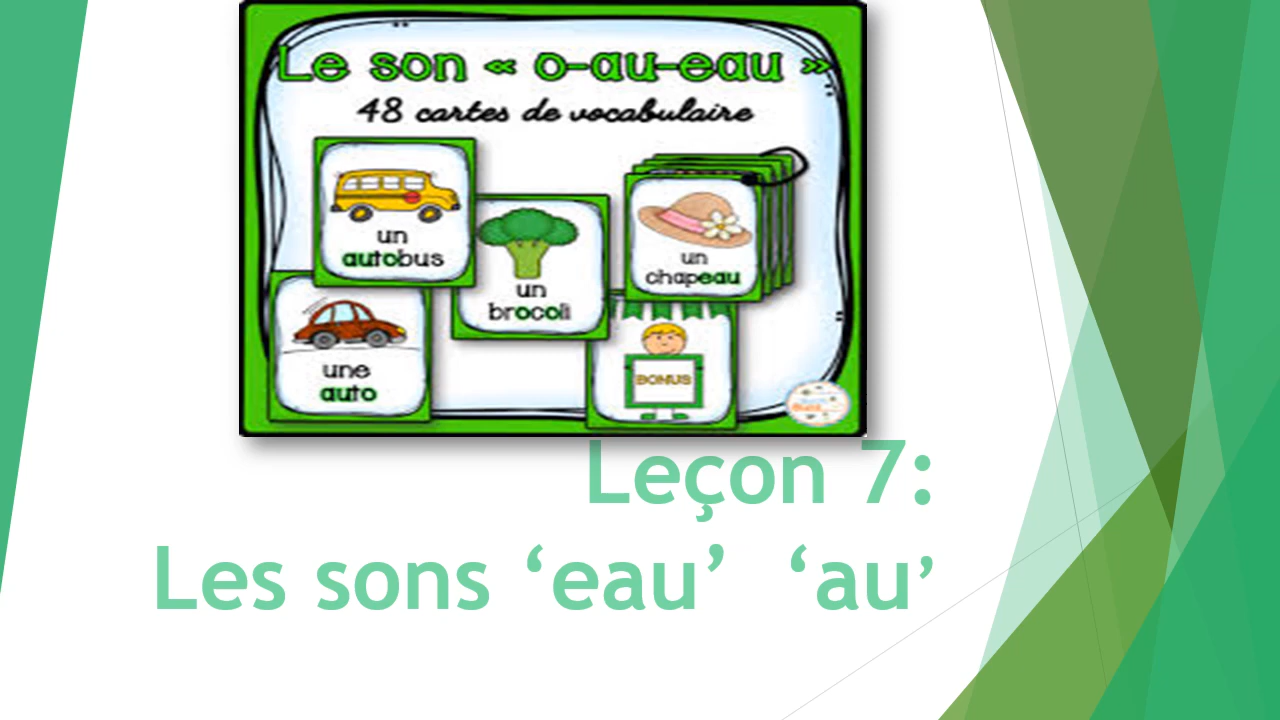 Le son « o-au-eau »
48 cartes de vocabulaire
un
autobus
un
brocoli
un
chapeau
une
auto
BONUS
Leçon 7:
Les sons ‘eau’ ‘au’